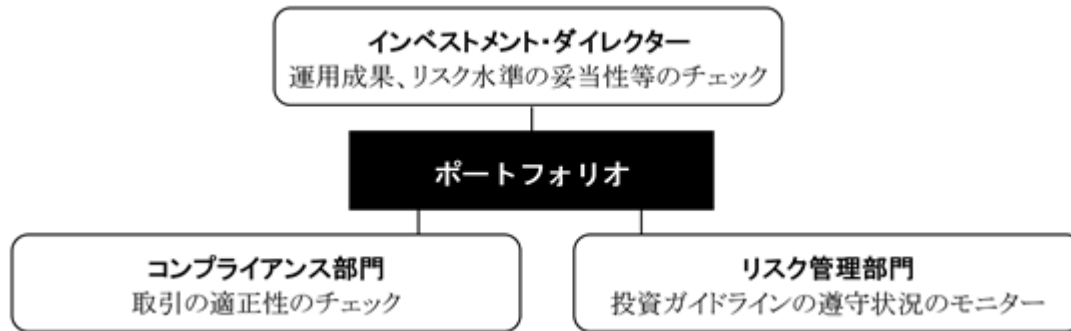 インベストメント・ダイレクター
運用成果、リスク水準の妥当性等のチェック
ポートフォリオ
コンプライアンス部門
取引の適正性のチェック
リスク管理部門
投資ガイドラインの遵守状況のモニター